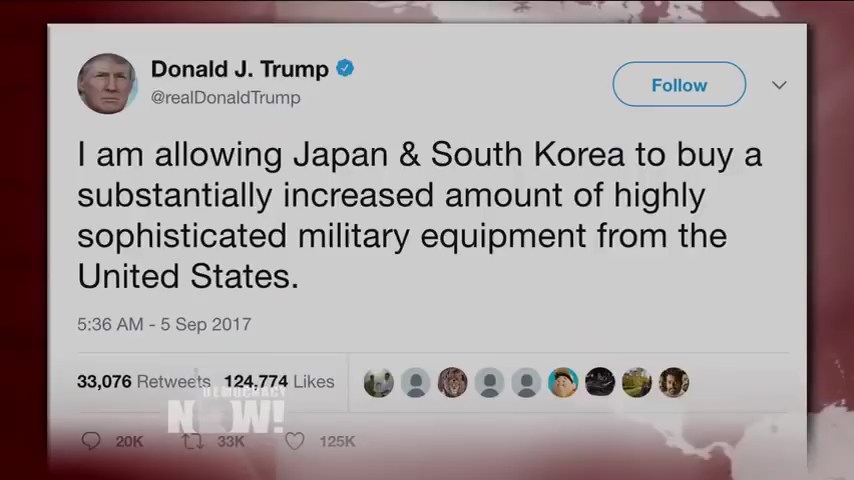 Donald J. Trump
@realDonaldTrump
Follow
I am allowing Japan & South Korea to buy a
substantially increased amount of highly
sophisticated military equipment from the
United States.
5:36 AM - 5 Sep 2017
33,076 Retweets 124,774 Likes
DEMOCRACY
NOW!
20K 33K 125K